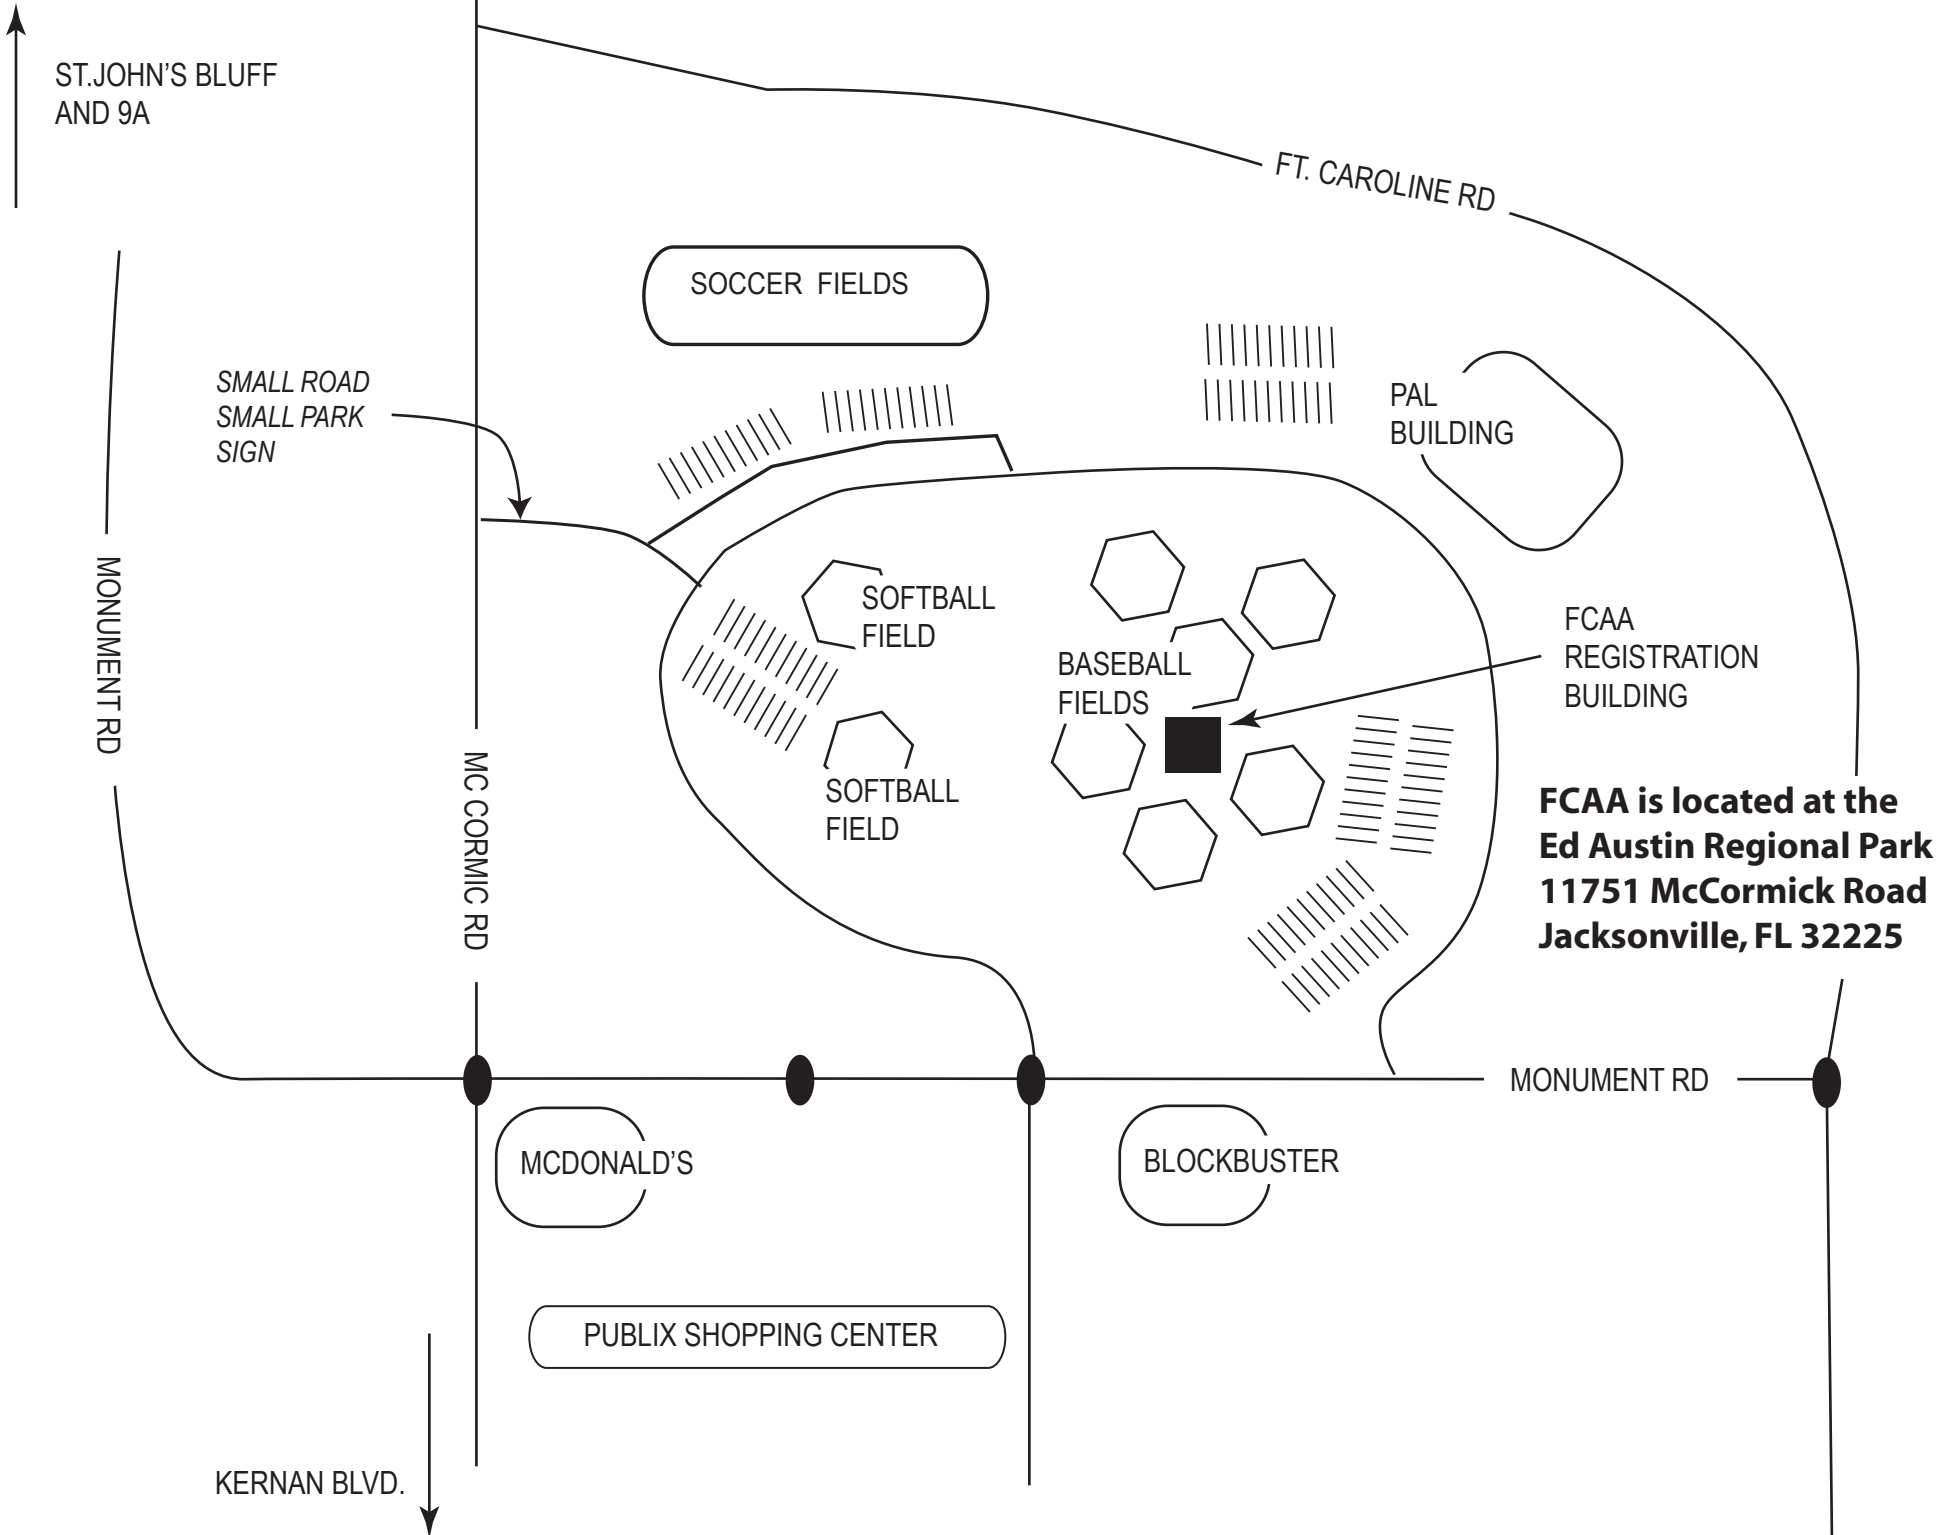 ST.JOHN'S BLUFF
AND 9A
FT. CAROLINE RD
SOCCER FIELDS
SMALL ROAD
SMALL PARK
SIGN
PAL
BUILDING
MONUMENT RD
SOFTBALL
FIELD
BASEBALL
FIELDS
FCAA
REGISTRATION
BUILDING
MC CORMIC RD
SOFTBALL
FIELD
FCAA is located at the
Ed Austin Regional Park
11751 McCormick Road
Jacksonville, FL 32225
MONUMENT RD
MCDONALD'S
BLOCKBUSTER
PUBLIX SHOPPING CENTER
KERNAN BLVD.